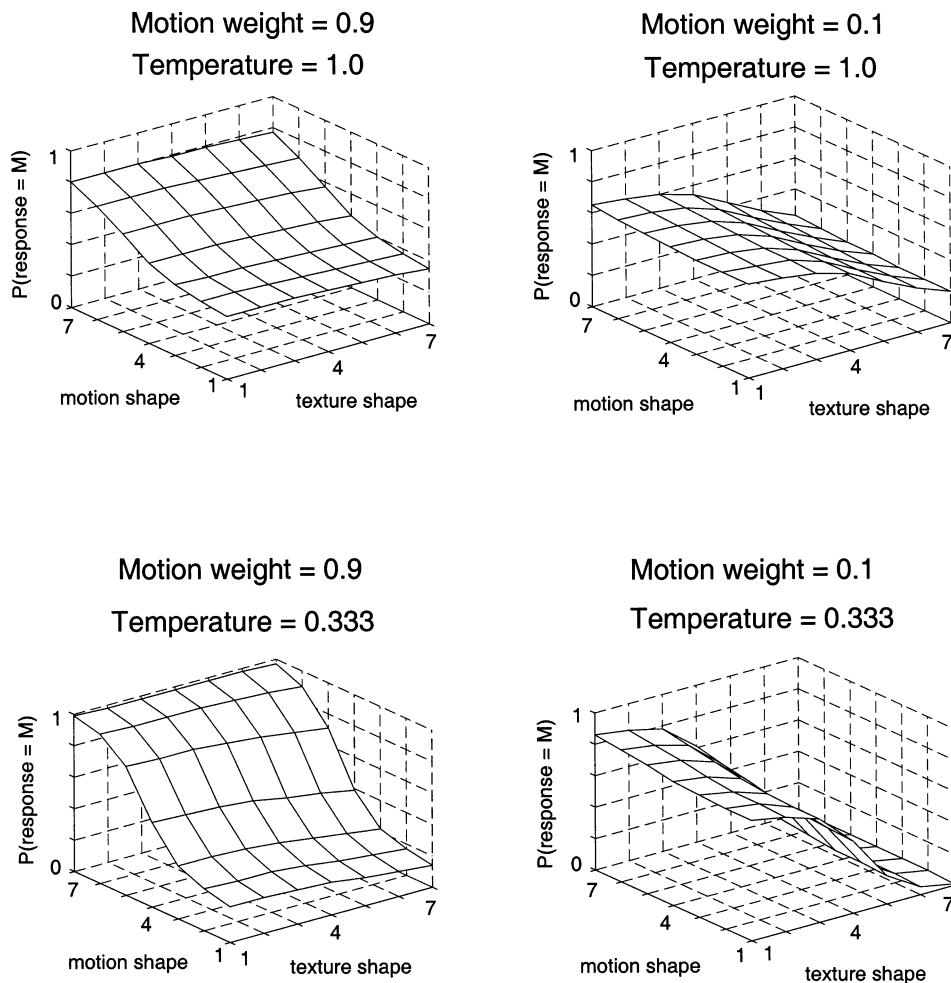 Motion weight = 0.9
Temperature = 1.0
1
P(response = M)
0
7
4
1
motion shape
1
4
7
texture shape
Motion weight = 0.1
Temperature = 1.0
1
P(response = M)
0
7
4
1
motion shape
1
4
7
texture shape
Motion weight = 0.9
Temperature = 0.333
1
P(response = M)
0
7
4
1
motion shape
1
4
7
texture shape
Motion weight = 0.1
Temperature = 0.333
1
P(response = M)
0
7
4
1
motion shape
1
4
7
texture shape